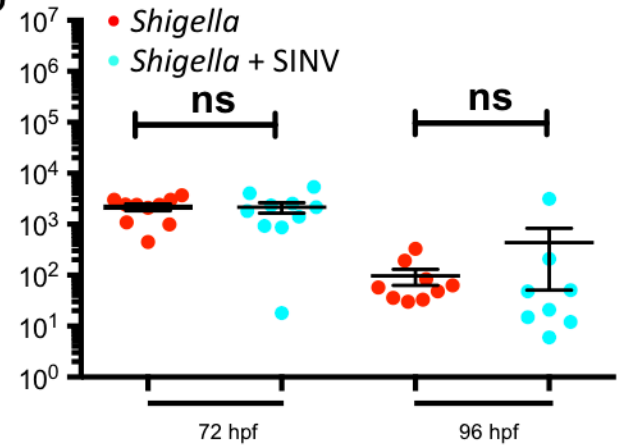 10⁷
Shigella
10⁶
Shigella + SINV
ns
ns
10⁵
10⁴
10³
10²
10¹
10⁰
72 hpf
96 hpf